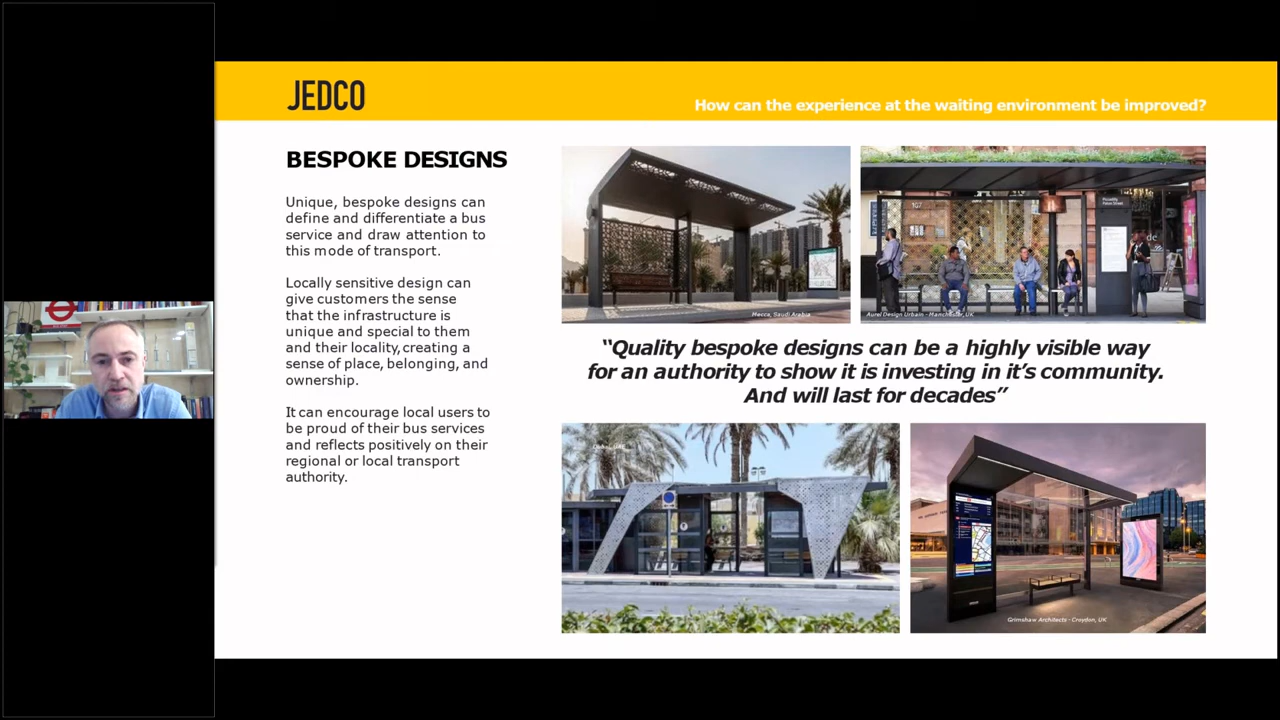 JEDCO
How can the experience at the waiting environment be improved?
BESPOKE DESIGNS
Unique, bespoke designs can
define and differentiate a bus
service and draw attention to
this mode of transport.
Locally sensitive design can
give customers the sense
that the infrastructure is
unique and special to them
and their locality, creating a
sense of place, belonging, and
ownership.
It can encourage local users to
be proud of their bus services
and reflects positively on their
regional or local transport
authority.
Mecca, Saudi Arabia
107
Piccadilly
Aurel Design Urbain - Manchester, UK
“Quality bespoke designs can be a highly visible way
for an authority to show it is investing in it’s community.
And will last for decades”
Grimshaw Architects - Croydon, UK